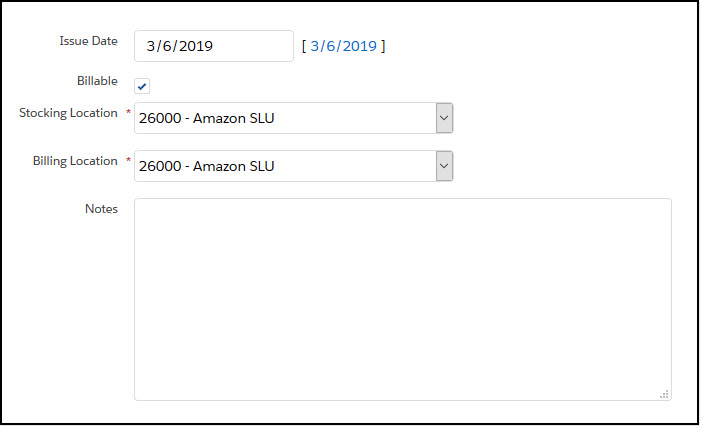 Issue Date 3/6/2019 [ 3/6/2019 ]
Billable
Stocking Location * 26000 - Amazon SLU
Billing Location * 26000 - Amazon SLU
Notes